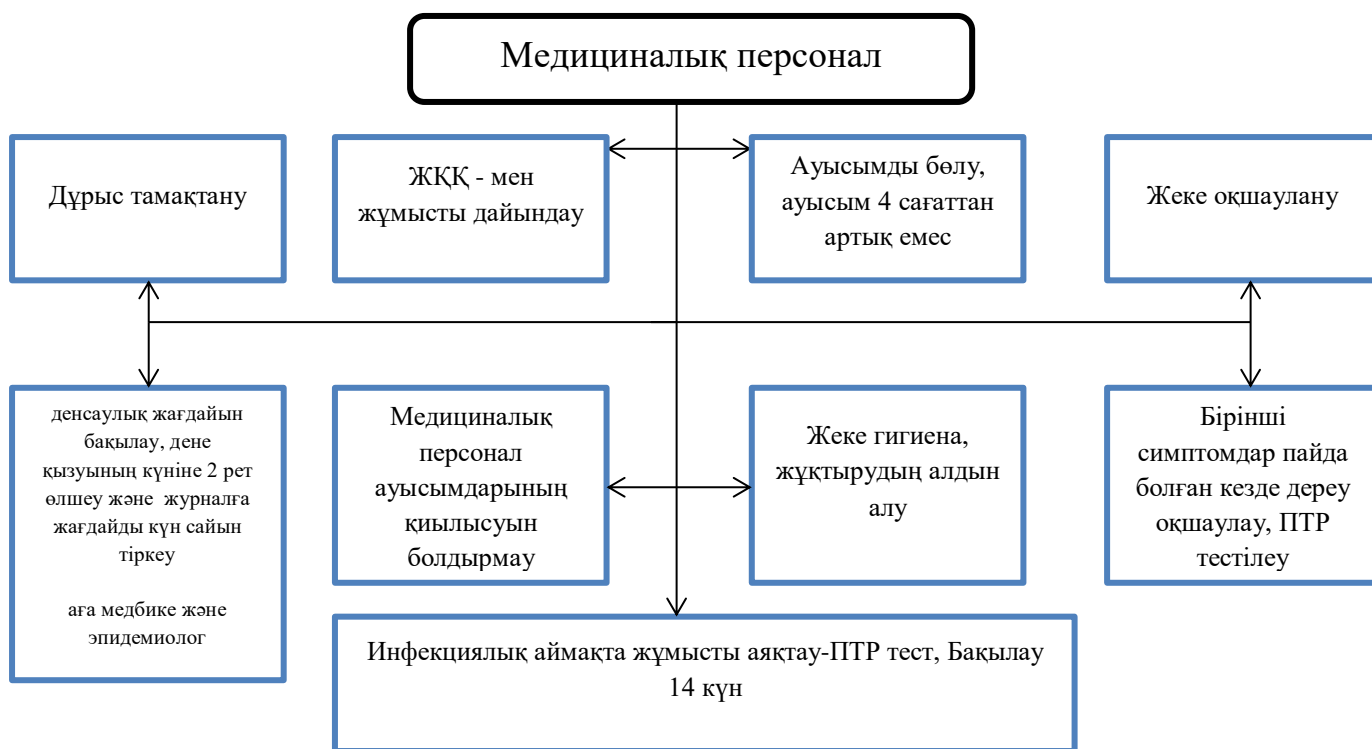 Медициналық персонал
Дұрыс тамақтану
ЖҚҚ - мен
жұмысты дайындау
Ауысымды бөлу,
ауысым 4 сағаттан
артық емес
Жеке оқшаулану
денсаулық жағдайын
бақылау, дене
қызуының күніне 2 рет
өлшеу және  журналға
жағдайды күн сайын
тіркеу
аға медбике және
эпидемиолог
Медициналық
персонал
ауысымдарының
қиылысуын
болдырмау
Жеке гигиена,
жұқтырудың алдын
алу
Бірінші
симптомдар пайда
болған кезде дереу
оқшаулау, ПТР
тестілеу
Инфекциялық аймақта жұмысты аяқтау-ПТР тест, Бақылау
14 күн